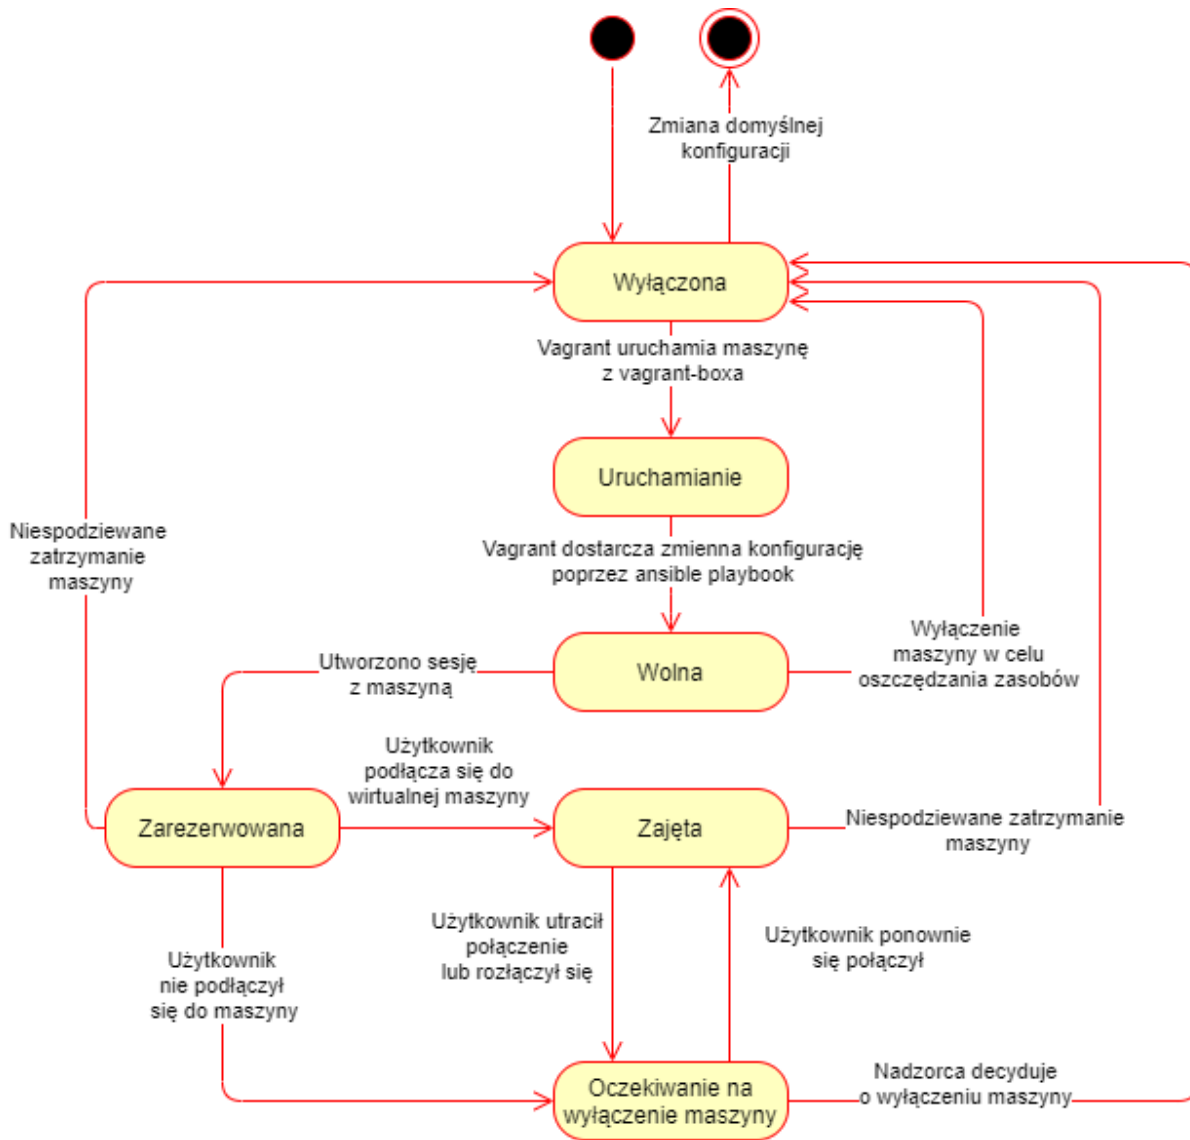 Zmiana domyślnej
konfiguracji
Wyłączona
Vagrant uruchamia maszynę
z vagrant-boxa
Uruchamianie
Niespodziewane
zatrzymanie
maszyny
Vagrant dostarcza zmienna konfigurację
poprzez ansible playbook
Wyłączenie
maszyny w celu
oszczędzania zasobów
Utworzono sesję
z maszyną
Wolna
Użytkownik
podłącza się do
wirtualnej maszyny
Zarezerwowana
Zajęta
Niespodziewane zatrzymanie
maszyny
Użytkownik utracił
połączenie
lub rozłączył się
Użytkownik ponownie
się połączył
Użytkownik
nie podłączył
się do maszyny
Oczekiwanie na
wyłączenie maszyny
Nadzorca decyduje
o wyłączeniu maszyny